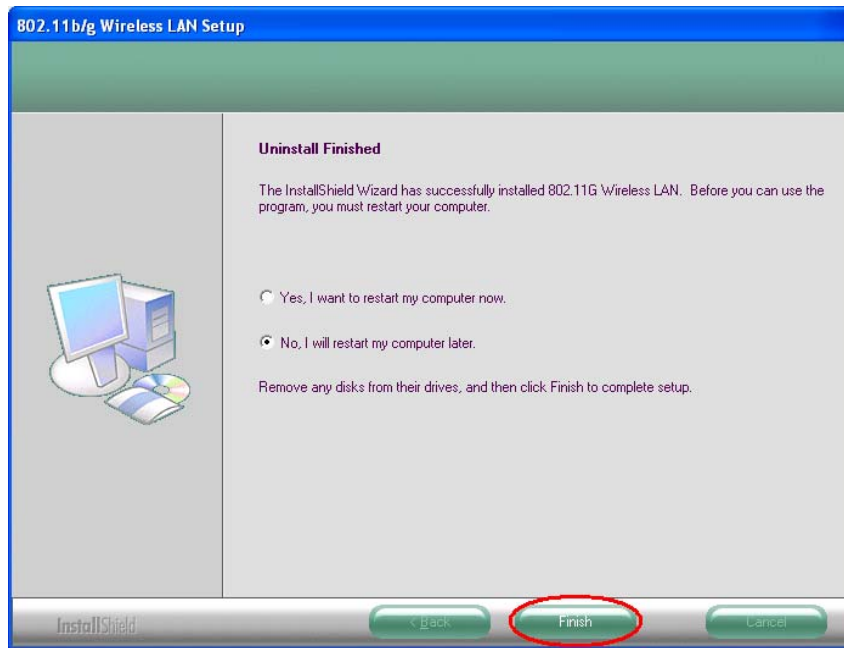 802.11b/g Wireless LAN Setup
Uninstall Finished
The InstallShield Wizard has successfully installed 802.11G Wireless LAN.  Before you can use the
program, you must restart your computer.
Yes, I want to restart my computer now.
No, I will restart my computer later.
Remove any disks from their drives, and then click Finish to complete setup.
InstallShield
< Back
Finish
Cancel